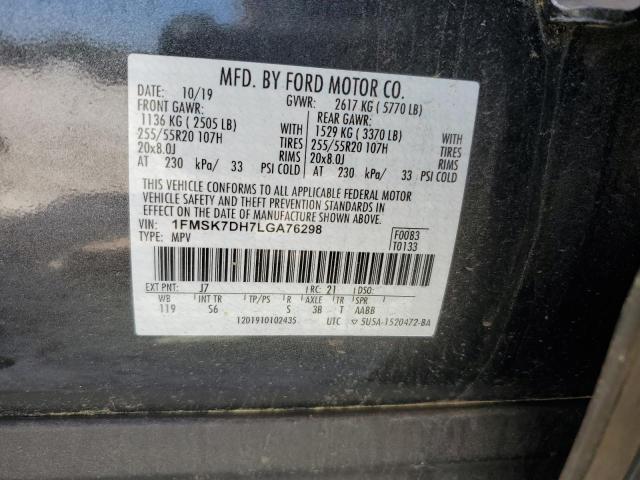 MFD. BY FORD MOTOR CO.
DATE: 10/19 GVWR: 2617 KG ( 5770 LB)
FRONT GAWR: REAR GAWR:
1136 KG ( 2505 LB) WITH 1529 KG ( 3370 LB) WITH
255/55R20 107H TIRES 255/55R20 107H TIRES
20x8.0J RIMS 20x8.0J RIMS
AT 230 kPa/ 33 PSI COLD AT 230 kPa/ 33 PSI COLD
THIS VEHICLE CONFORMS TO ALL APPLICABLE FEDERAL MOTOR
VEHICLE SAFETY AND THEFT PREVENTION STANDARDS IN
EFFECT ON THE DATE OF MANUFACTURE SHOWN ABOVE.
VIN: 1FMSK7DH7LGA76298 F0083
TYPE: MPV T0133
EXT PNT: J7 RC: 21 DSO:
WB INT TR TP/PS R AXLE TR SPR
119 S6 S 3B T AABB
1201910102435 UTC ▽ 5U5A-1520472-BA